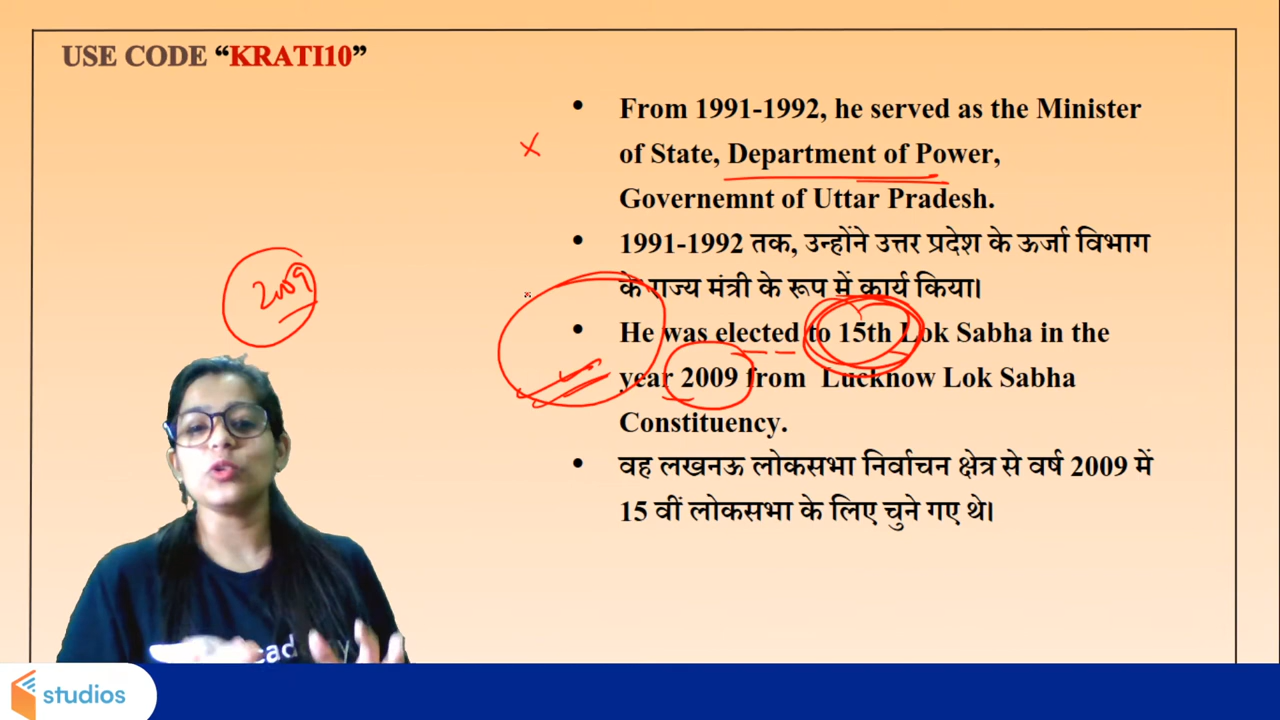 USE CODE “KRATI10”
• From 1991-1992, he served as the Minister
of State, Department of Power,
Governemnt of Uttar Pradesh.
• 1991-1992 तक, उन्होंने उत्तर प्रदेश के ऊर्जा विभाग
के राज्य मंत्री के रूप में कार्य किया।
2009
• He was elected to 15th Lok Sabha in the
year 2009 from Lucknow Lok Sabha
Constituency.
• वह लखनऊ लोकसभा निर्वाचन क्षेत्र से वर्ष 2009 में
15 वीं लोकसभा के लिए चुने गए थे।
studios